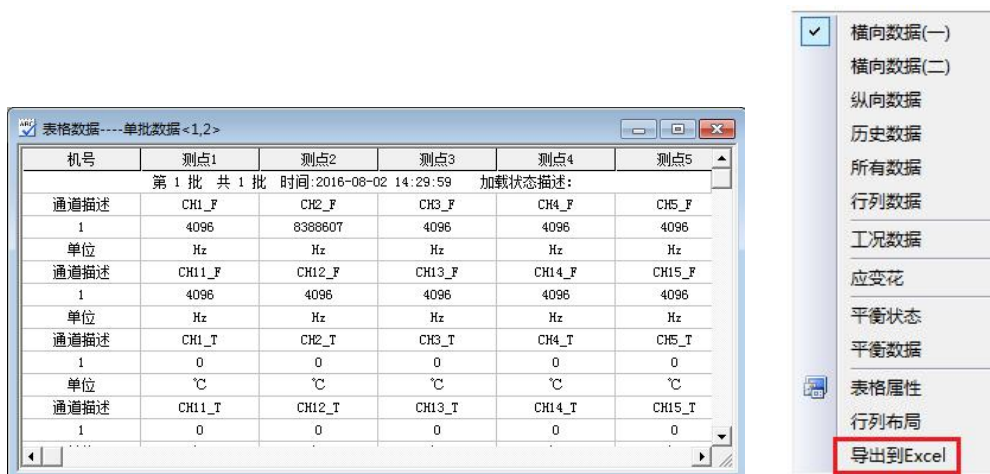 表格数据----单批数据<1,2>
机号 测点1 测点2 测点3 测点4 测点5
第 1 批 共 1 批 时间:2016-08-02 14:29:59 加载状态描述:
通道描述 CH1_F CH2_F CH3_F CH4_F CH5_F
1 4096 8388607 4096 4096 4096
单位 Hz Hz Hz Hz Hz
通道描述 CH11_F CH12_F CH13_F CH14_F CH15_F
1 4096 4096 4096 4096 4096
单位 Hz Hz Hz Hz Hz
通道描述 CH1_T CH2_T CH3_T CH4_T CH5_T
1 0 0 0 0 0
单位 ℃ ℃ ℃ ℃ ℃
通道描述 CH11_T CH12_T CH13_T CH14_T CH15_T
1 0 0 0 0 0
横向数据(一)
横向数据(二)
纵向数据
历史数据
所有数据
行列数据
工况数据
应变花
平衡状态
平衡数据
表格属性
行列布局
导出到Excel